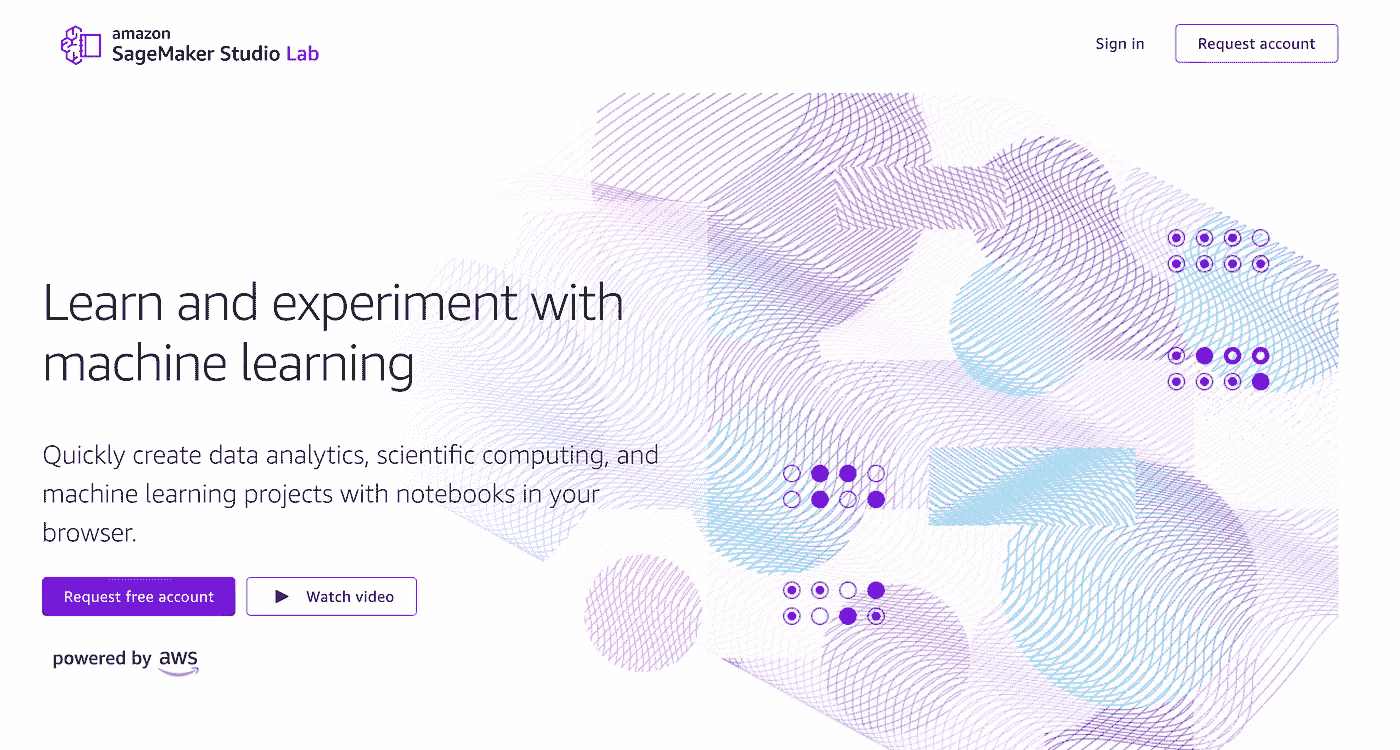 amazon
SageMaker Studio Lab
Sign in
Request account
Learn and experiment with
machine learning
Quickly create data analytics, scientific computing, and
machine learning projects with notebooks in your
browser.
Request free account
Watch video
powered by aws